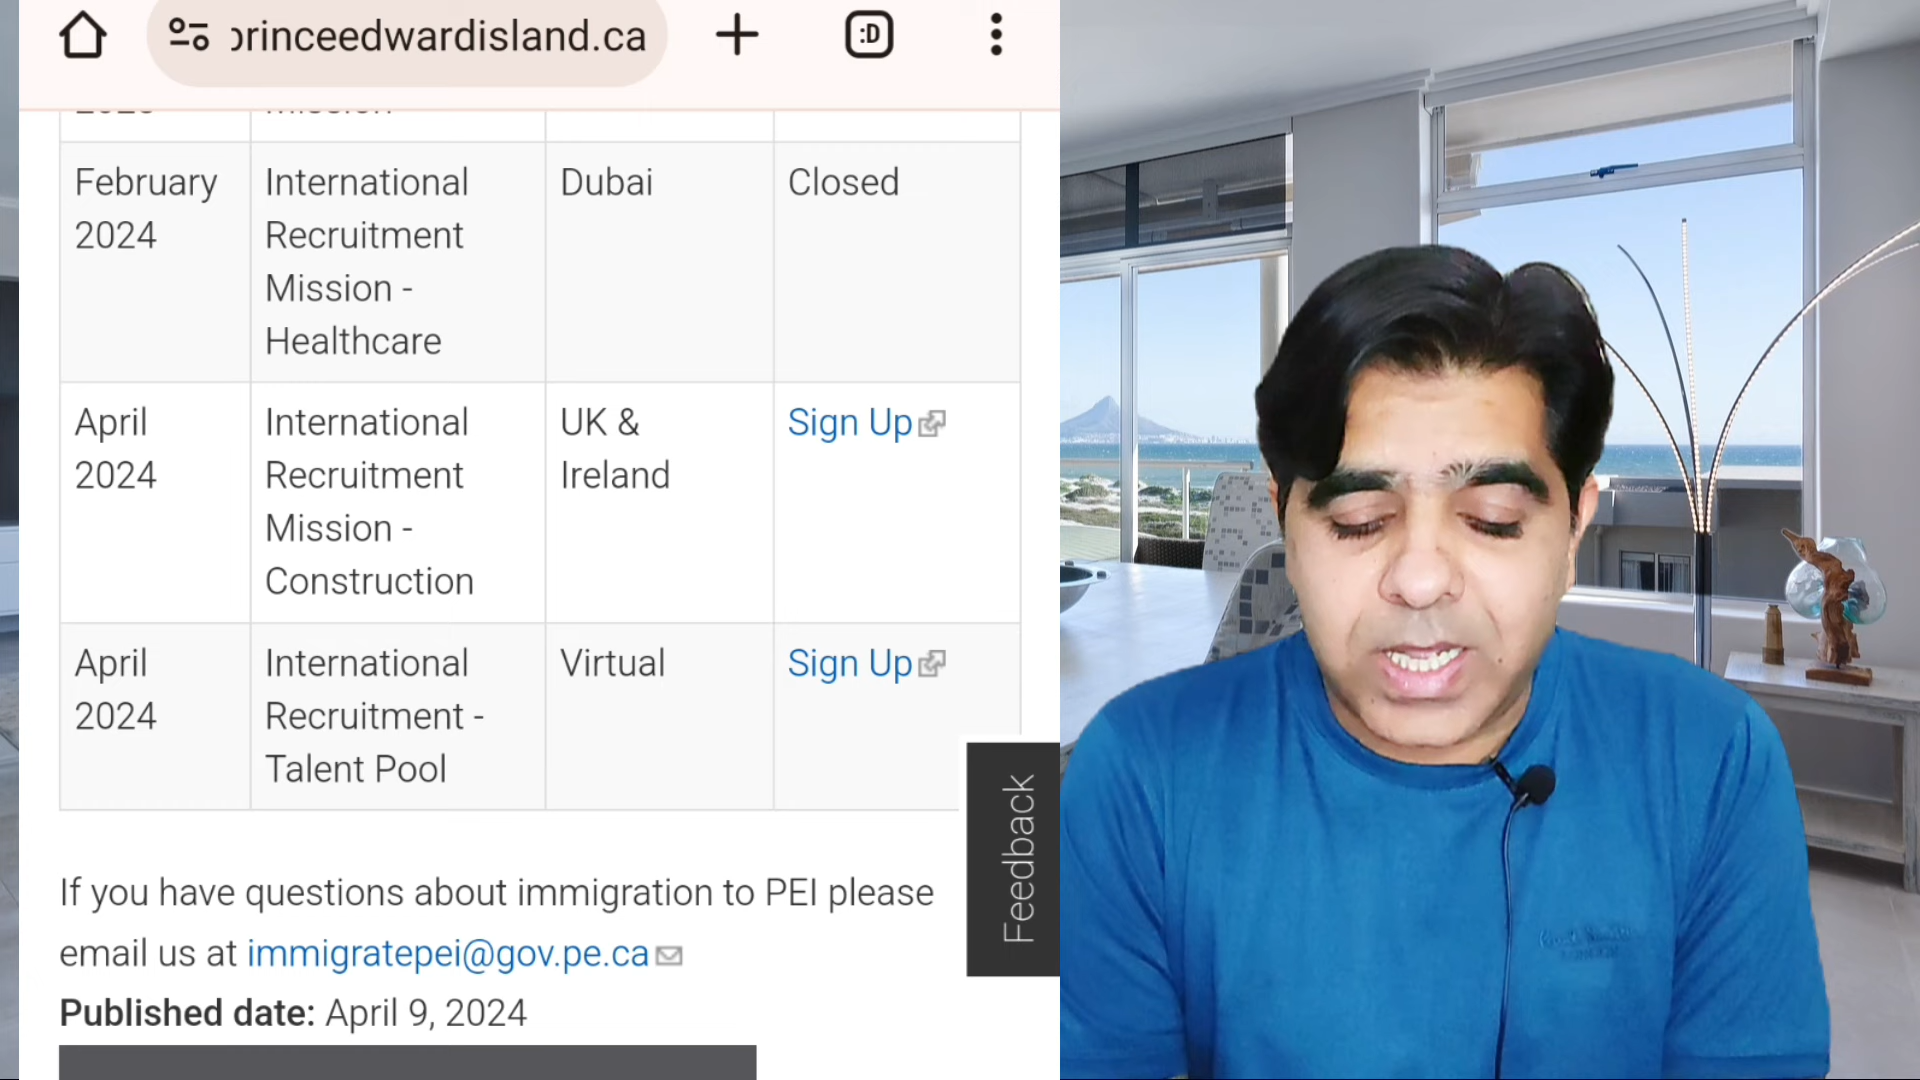 princeedwardisland.ca
:D
February 2024
International Recruitment Mission - Healthcare
Dubai
Closed
April 2024
International Recruitment Mission - Construction
UK & Ireland
Sign Up
April 2024
International Recruitment - Talent Pool
Virtual
Sign Up
Feedback
If you have questions about immigration to PEI please
email us at immigratepei@gov.pe.ca
Published date: April 9, 2024